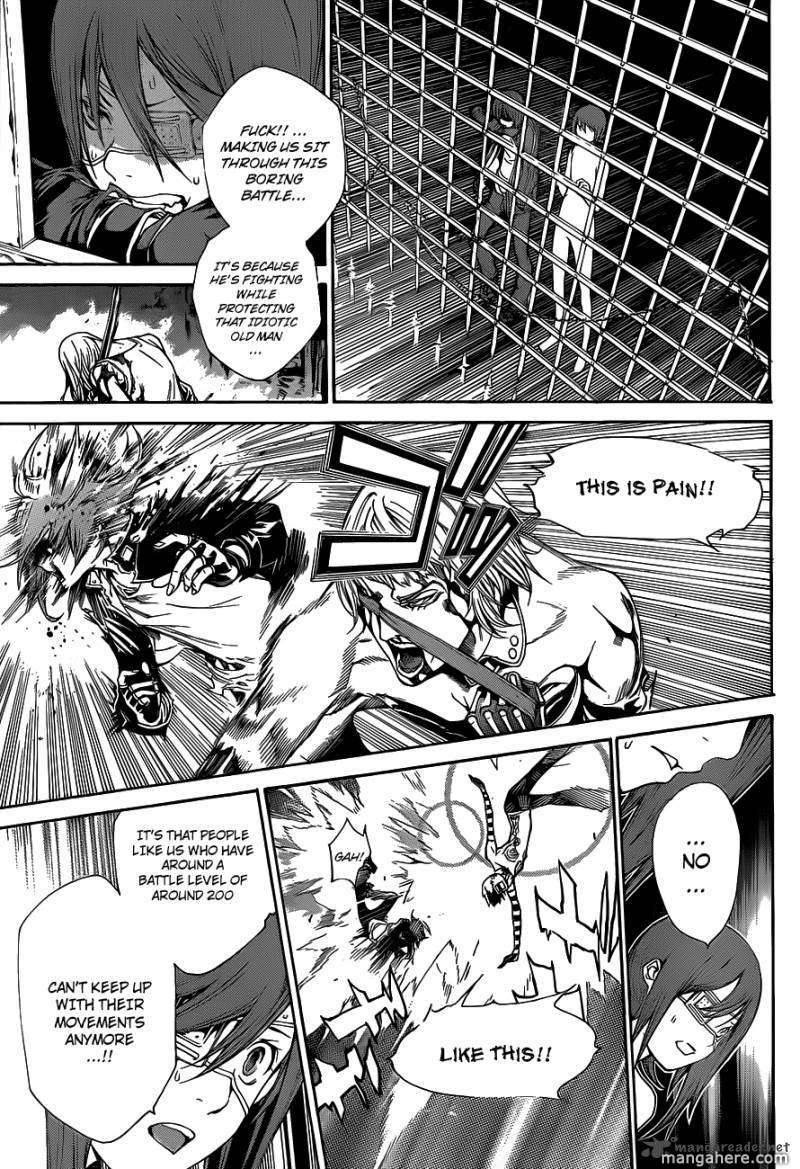 FUCK!! ...
MAKING US SIT
THROUGH THIS
BORING
BATTLE...
IT'S BECAUSE
HE'S FIGHTING
WHILE
PROTECTING
THAT IDIOTIC
OLD MAN
...
THIS IS PAIN!!
ゴッ
...
NO
...
GAH!
LIKE THIS!!
IT'S THAT PEOPLE
LIKE US WHO HAVE
AROUND A
BATTLE LEVEL OF
AROUND 200
CAN'T KEEP UP
WITH THEIR
MOVEMENTS
ANYMORE
...!!
mangareader.net
mangahere.com